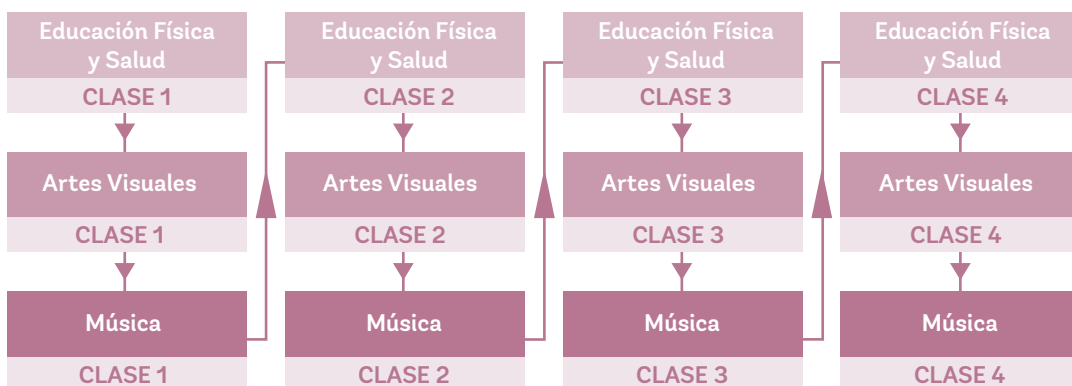 Educación Física
y Salud
CLASE 1
Artes Visuales
CLASE 1
Música
CLASE 1
Educación Física
y Salud
CLASE 2
Artes Visuales
CLASE 2
Música
CLASE 2
Educación Física
y Salud
CLASE 3
Artes Visuales
CLASE 3
Música
CLASE 3
Educación Física
y Salud
CLASE 4
Artes Visuales
CLASE 4
Música
CLASE 4